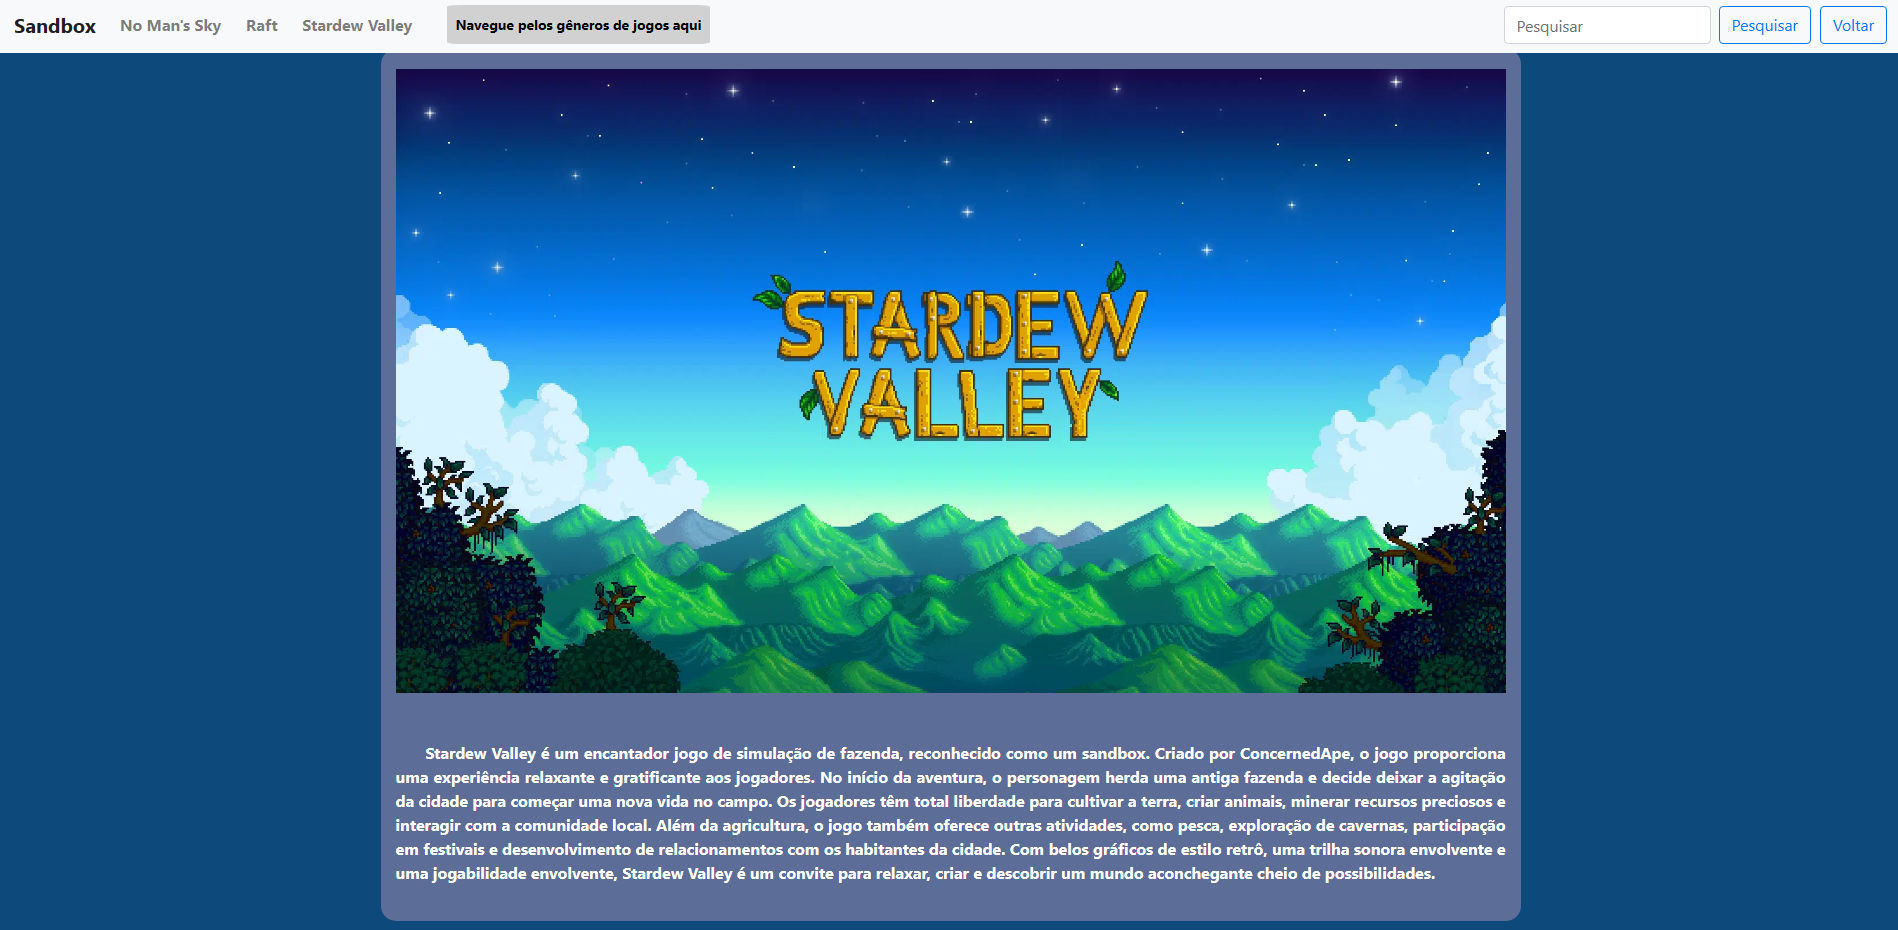 Sandbox No Man's Sky Raft Stardew Valley Navegue pelos gêneros de jogos aqui Pesquisar Pesquisar Voltar
STARDEW
VALLEY
Stardew Valley é um encantador jogo de simulação de fazenda, reconhecido como um sandbox. Criado por ConcernedApe, o jogo proporciona
uma experiência relaxante e gratificante aos jogadores. No início da aventura, o personagem herda uma antiga fazenda e decide deixar a agitação
da cidade para começar uma nova vida no campo. Os jogadores têm total liberdade para cultivar a terra, criar animais, minerar recursos preciosos e
interagir com a comunidade local. Além da agricultura, o jogo também oferece outras atividades, como pesca, exploração de cavernas, participação
em festivais e desenvolvimento de relacionamentos com os habitantes da cidade. Com belos gráficos de estilo retrô, uma trilha sonora envolvente e
uma jogabilidade envolvente, Stardew Valley é um convite para relaxar, criar e descobrir um mundo aconchegante cheio de possibilidades.